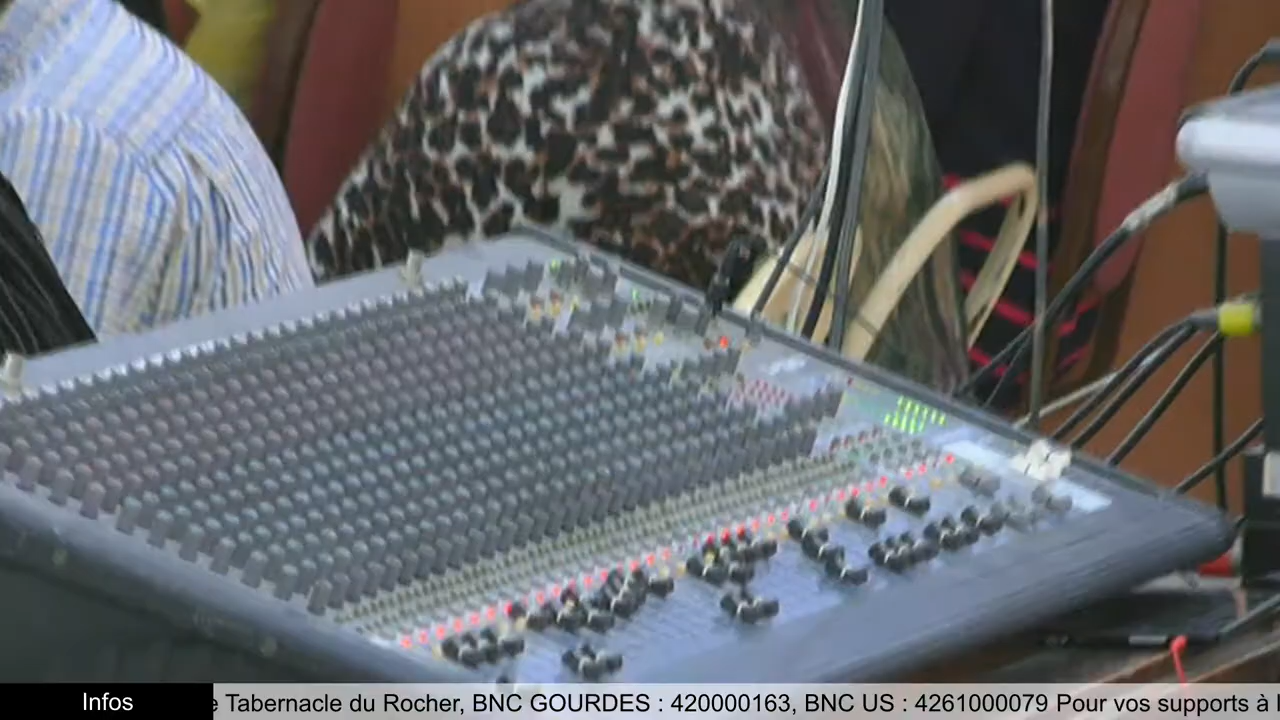 Infos
e Tabernacle du Rocher, BNC GOURDES : 420000163, BNC US : 4261000079 Pour vos supports à